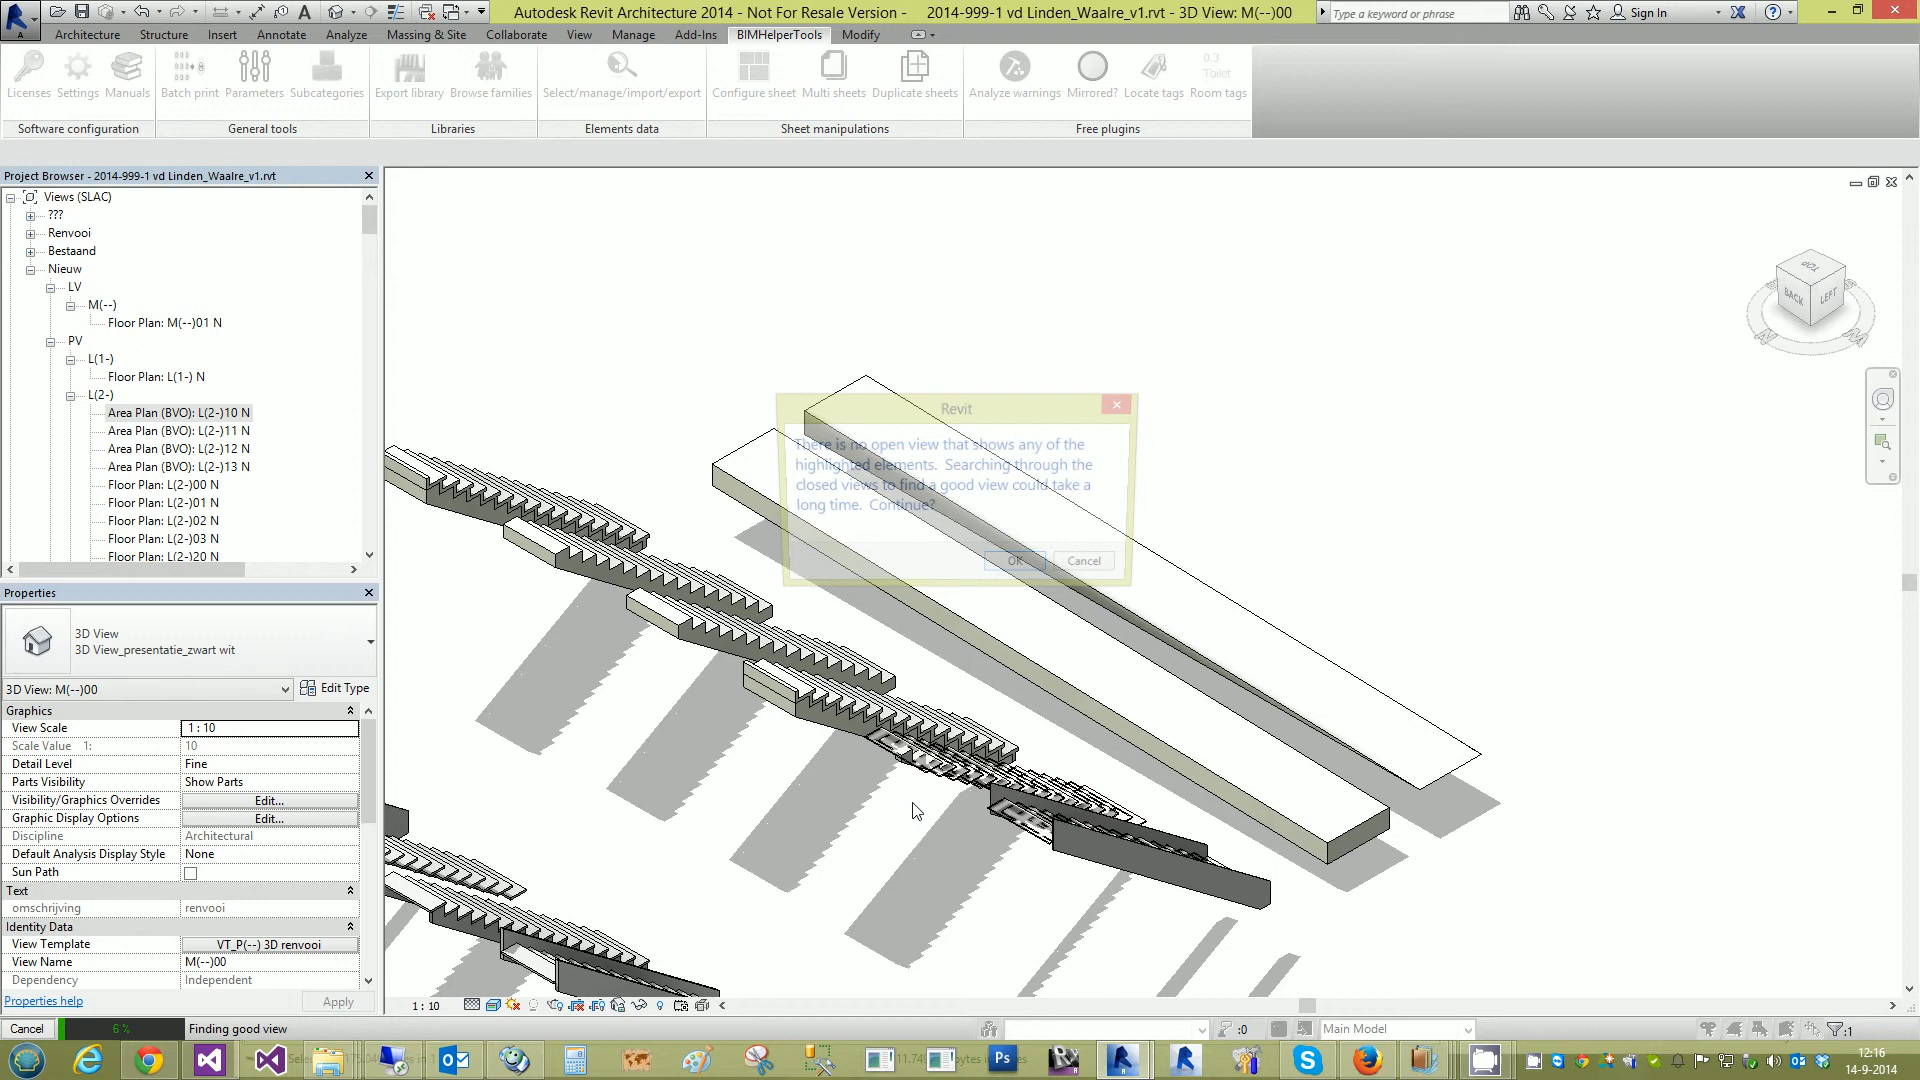 Autodesk Revit Architecture 2014 - Not For Resale Version - 2014-999-1 vd Linden_Waalre_v1.rvt - 3D View: M(--)00
Type a keyword or phrase
Sign In
Architecture Structure Insert Annotate Analyze Massing & Site Collaborate View Manage Add-Ins BIMHelperTools Modify
Licenses Settings Manuals Batch print Parameters Subcategories Export library Browse families Select/manage/import/export Configure sheet Multi sheets Duplicate sheets Analyze warnings Mirrored? Locate tags Room tags
0.3
Toilet
Software configuration General tools Libraries Elements data Sheet manipulations Free plugins
Project Browser - 2014-999-1 vd Linden_Waalre_v1.rvt
Views (SLAC)
???
Renvooi
Bestaand
Nieuw
LV
M(--)
Floor Plan: M(--)01 N
PV
L(1-)
Floor Plan: L(1-) N
L(2-)
Area Plan (BVO): L(2-)10 N
Area Plan (BVO): L(2-)11 N
Area Plan (BVO): L(2-)12 N
Area Plan (BVO): L(2-)13 N
Floor Plan: L(2-)00 N
Floor Plan: L(2-)01 N
Floor Plan: L(2-)02 N
Floor Plan: L(2-)03 N
Floor Plan: L(2-)20 N
Properties
3D View
3D View_presentatie_zwart wit
3D View: M(--)00
Edit Type
Graphics
View Scale 1 : 10
Scale Value 1: 10
Detail Level Fine
Parts Visibility Show Parts
Visibility/Graphics Overrides Edit...
Graphic Display Options Edit...
Discipline Architectural
Default Analysis Display Style None
Sun Path
Text
omschrijving renvooi
Identity Data
View Template VT_P(--) 3D renvooi
View Name M(--)00
Dependency Independent
Properties help Apply
TOP
BACK LEFT
Revit
There is no open view that shows any of the
highlighted elements. Searching through the
closed views to find a good view could take a
long time. Continue?
OK Cancel
1 : 10
Cancel 6 % Finding good view
:0
Main Model
:1
12:16
14-9-2014